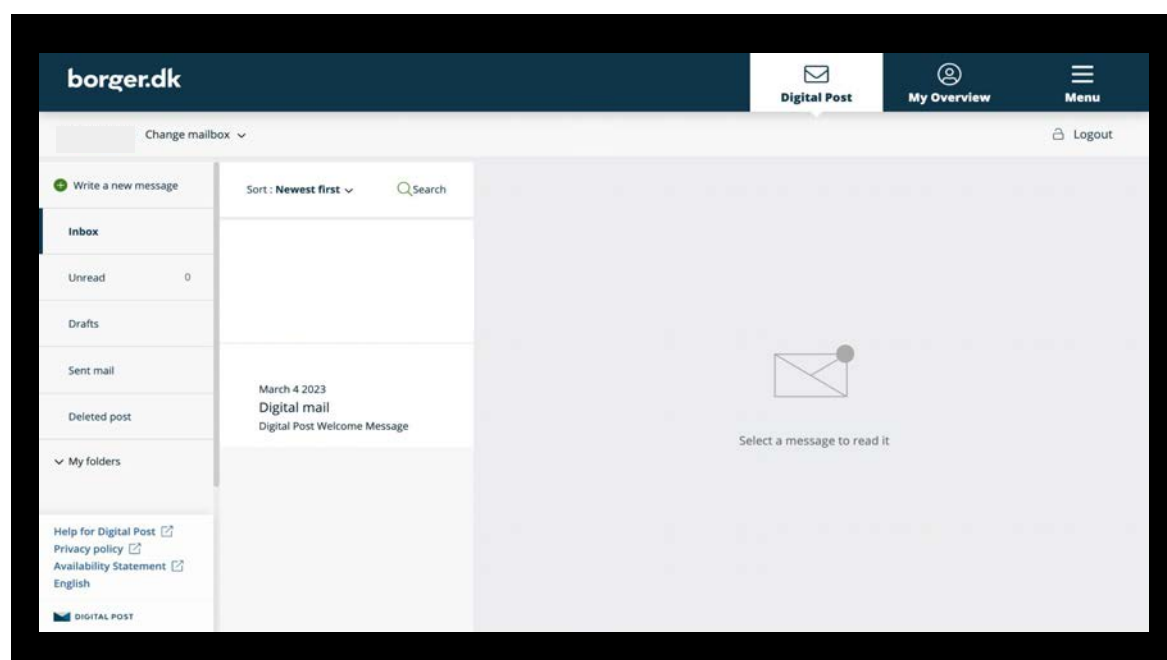 borger.dk
Digital Post
My Overview
Menu
Change mailbox
Logout
Write a new message
Inbox
Unread 0
Drafts
Sent mail
Deleted post
My folders
Help for Digital Post
Privacy policy
Availability Statement
English
DIGITAL POST
Sort : Newest first
Search
March 4 2023
Digital mail
Digital Post Welcome Message
Select a message to read it